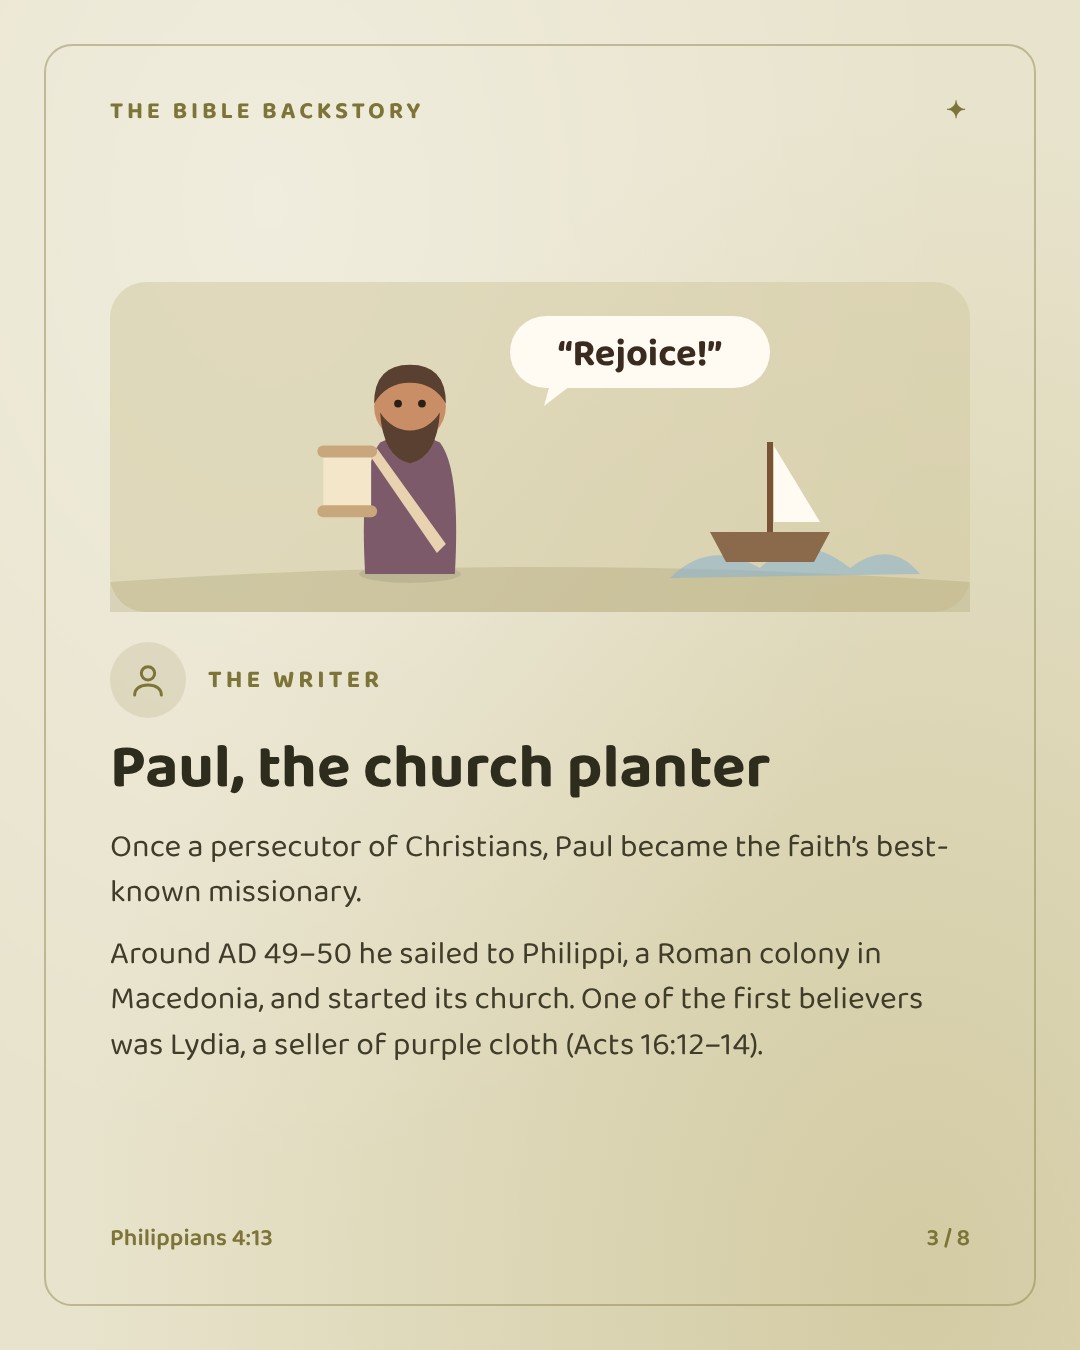 THE BIBLE BACKSTORY
“Rejoice!”
THE WRITER
Paul, the church planter
Once a persecutor of Christians, Paul became the faith’s best-
known missionary.
Around AD 49–50 he sailed to Philippi, a Roman colony in
Macedonia, and started its church. One of the first believers
was Lydia, a seller of purple cloth (Acts 16:12–14).
Philippians 4:13
3 / 8